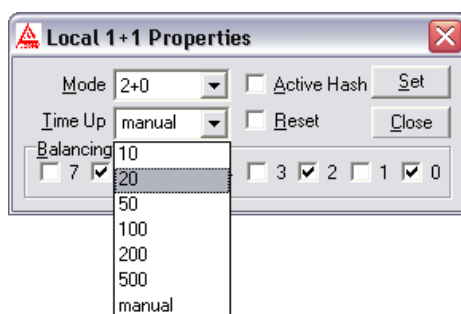 Local 1+1 Properties
Mode 2+0 Active Hash Set
Time Up manual Reset Close
Balancing
7 3 2 1 0
10
20
50
100
200
500
manual